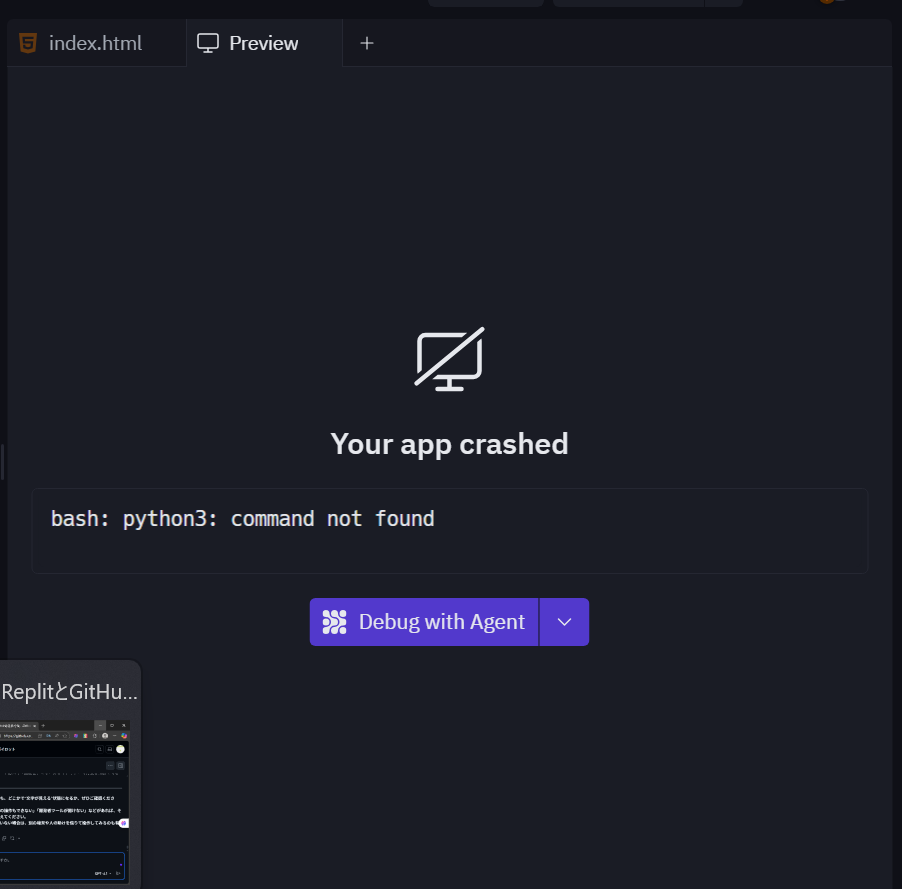 index.html
Preview
Your app crashed
bash: python3: command not found
Debug with Agent
ReplitとGitHu...